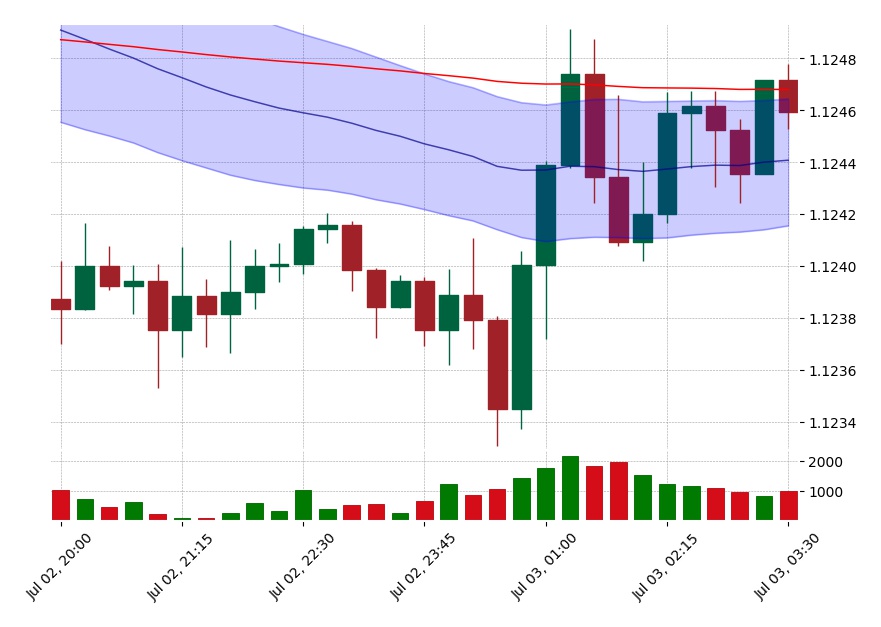 1.1248
1.1246
1.1244
1.1242
1.1240
1.1238
1.1236
1.1234
2000
1000
Jul 02, 20:00
Jul 02, 21:15
Jul 02, 22:30
Jul 02, 23:45
Jul 03, 01:00
Jul 03, 02:15
Jul 03, 03:30